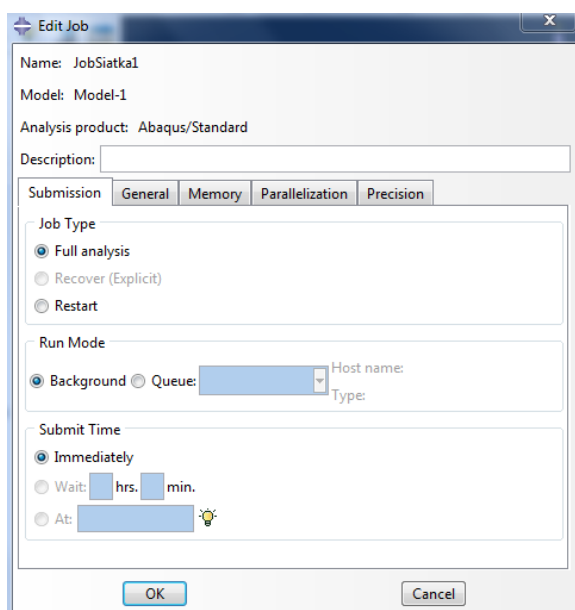 Edit Job
X
Name: JobSiatka1
Model: Model-1
Analysis product: Abaqus/Standard
Description:
Submission General Memory Parallelization Precision
Job Type
Full analysis
Recover (Explicit)
Restart
Run Mode
Background Queue: Host name:
Type:
Submit Time
Immediately
Wait: hrs. min.
At:
OK Cancel